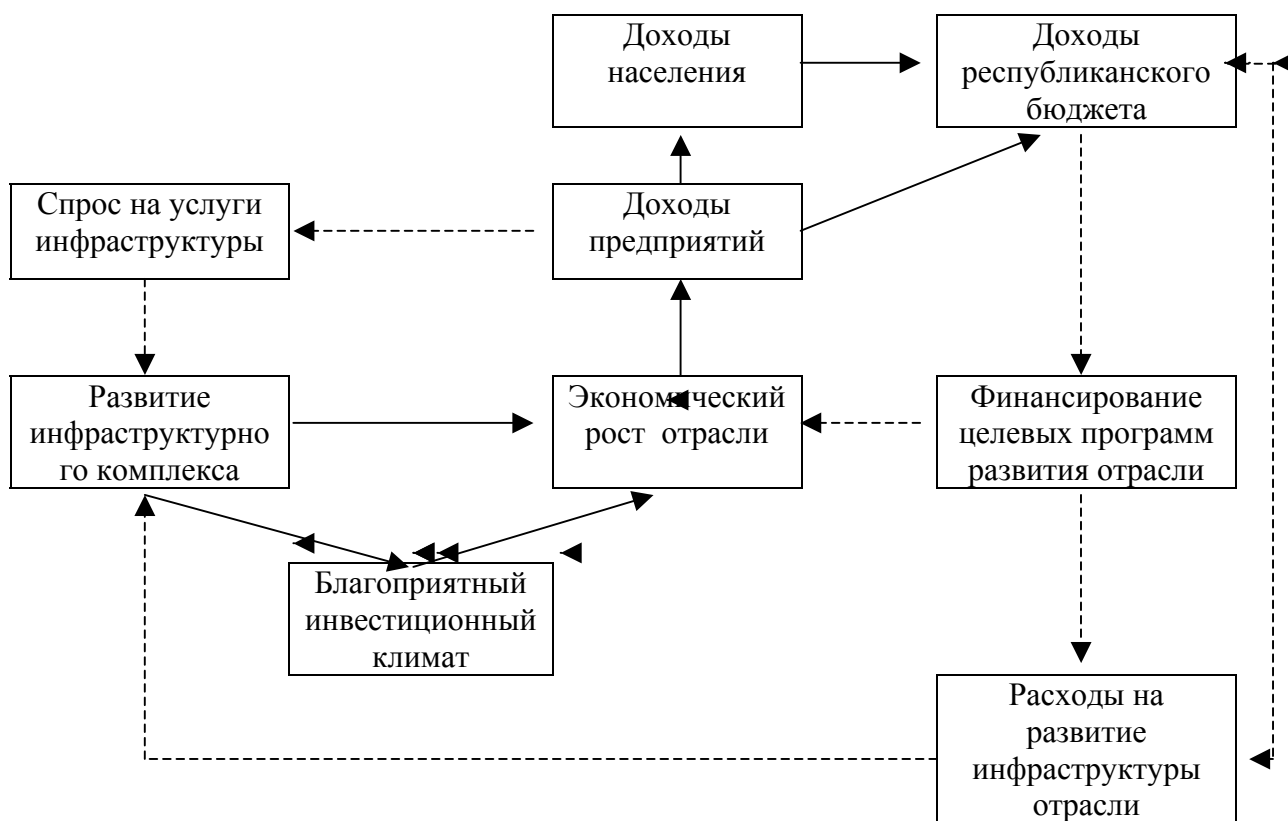 Доходы
населения
Доходы
республиканского
бюджета
Спрос на услуги
инфраструктуры
Доходы
предприятий
Развитие
инфраструктурно
го комплекса
Экономический
рост отрасли
Финансирование
целевых программ
развития отрасли
Благоприятный
инвестиционный
климат
Расходы на
развитие
инфраструктуры
отрасли